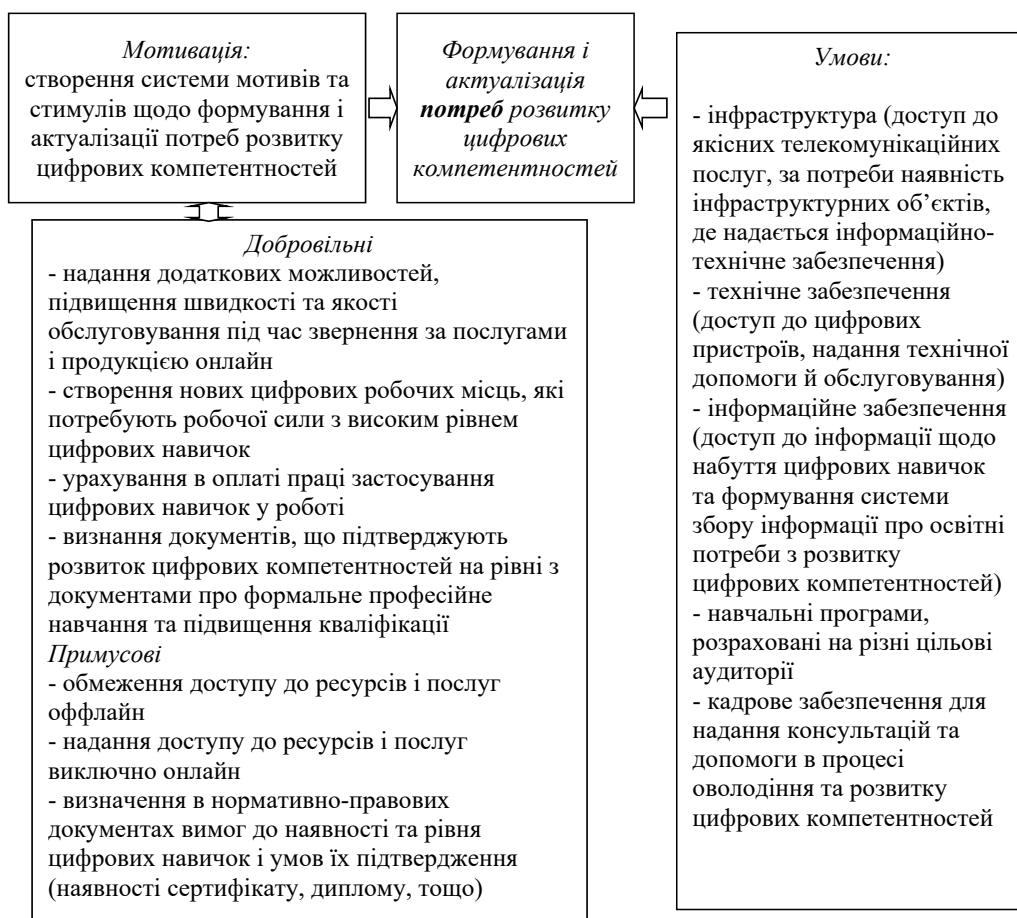 Мотивація:
створення системи мотивів та
стимулів щодо формування і
актуалізації потреб розвитку
цифрових компетентностей
Формування і
актуалізація
потреб розвитку
цифрових
компетентностей
Умови:
- інфраструктура (доступ до
якісних телекомунікаційних
послуг, за потреби наявність
інфраструктурних об’єктів,
де надається інформаційно-
технічне забезпечення)
- технічне забезпечення
(доступ до цифрових
пристроїв, надання технічної
допомоги й обслуговування)
- інформаційне забезпечення
(доступ до інформації щодо
набуття цифрових навичок
та формування системи
збору інформації про освітні
потреби з розвитку
цифрових компетентностей)
- навчальні програми,
розраховані на різні цільові
аудиторії
- кадрове забезпечення для
надання консультацій та
допомоги в процесі
оволодіння та розвитку
цифрових компетентностей
Добровільні
- надання додаткових можливостей,
підвищення швидкості та якості
обслуговування під час звернення за послугами
і продукцією онлайн
- створення нових цифрових робочих місць, які
потребують робочої сили з високим рівнем
цифрових навичок
- урахування в оплаті праці застосування
цифрових навичок у роботі
- визнання документів, що підтверджують
розвиток цифрових компетентностей на рівні з
документами про формальне професійне
навчання та підвищення кваліфікації
Примусові
- обмеження доступу до ресурсів і послуг
оффлайн
- надання доступу до ресурсів і послуг
виключно онлайн
- визначення в нормативно-правових
документах вимог до наявності та рівня
цифрових навичок і умов їх підтвердження
(наявності сертифікату, диплому, тощо)